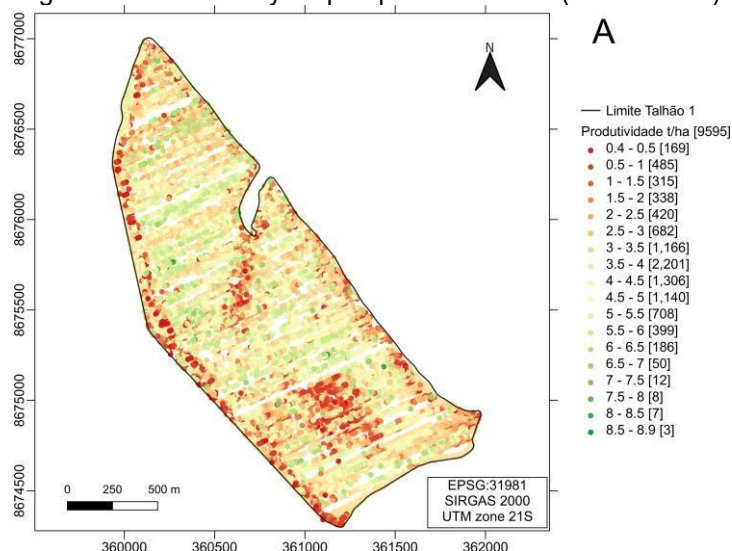 A
N
Limite Talhão 1
Produtividade t/ha [9595]
0.4 - 0.5 [169]
0.5 - 1 [485]
1 - 1.5 [315]
1.5 - 2 [338]
2 - 2.5 [420]
2.5 - 3 [682]
3 - 3.5 [1,166]
3.5 - 4 [2,201]
4 - 4.5 [1,306]
4.5 - 5 [1,140]
5 - 5.5 [708]
5.5 - 6 [399]
6 - 6.5 [186]
6.5 - 7 [50]
7 - 7.5 [12]
7.5 - 8 [8]
8 - 8.5 [7]
8.5 - 8.9 [3]
8677000
8676500
8676000
8675500
8675000
8674500
0 250 500 m
EPSG:31981
SIRGAS 2000
UTM zone 21S
360000 360500 361000 361500 362000